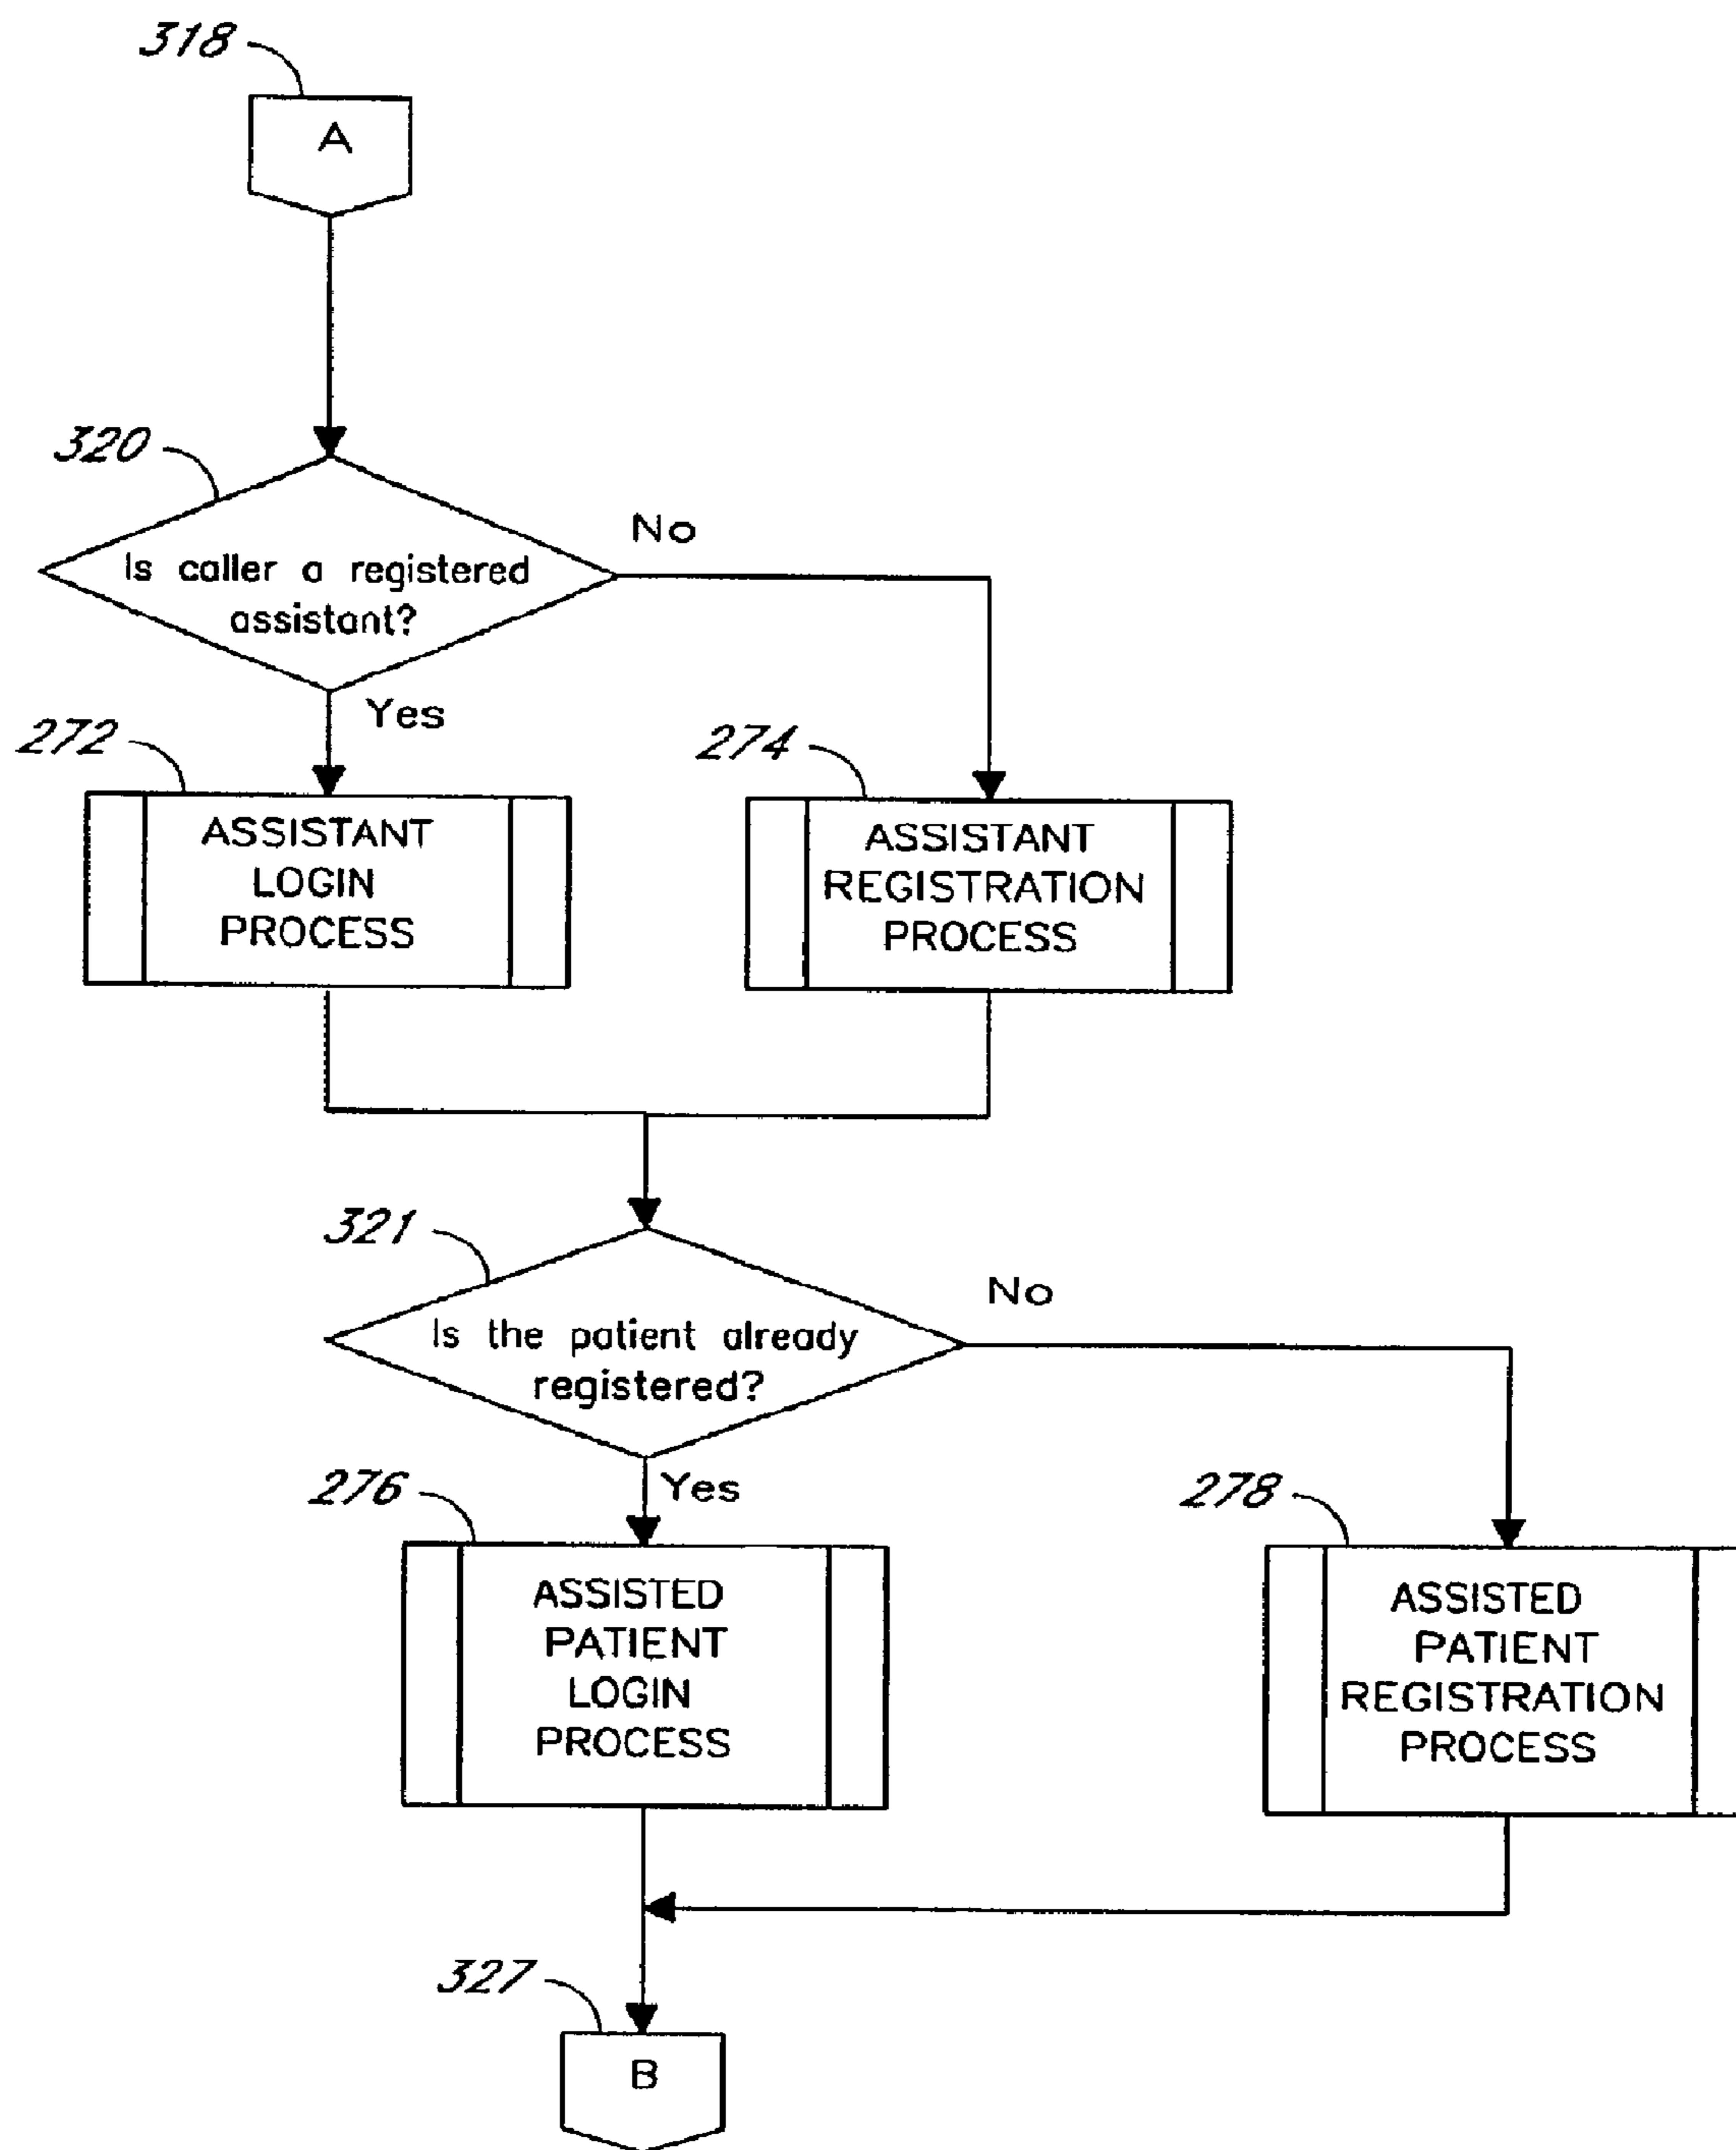 318
A
320
No
Is caller a registered
assistant?
Yes
272
274
ASSISTANT
LOGIN
PROCESS
ASSISTANT
REGISTRATION
PROCESS
321
No
Is the patient already
registered?
Yes
276
278
ASSISTED
PATIENT
LOGIN
PROCESS
ASSISTED
PATIENT
REGISTRATION
PROCESS
327
B